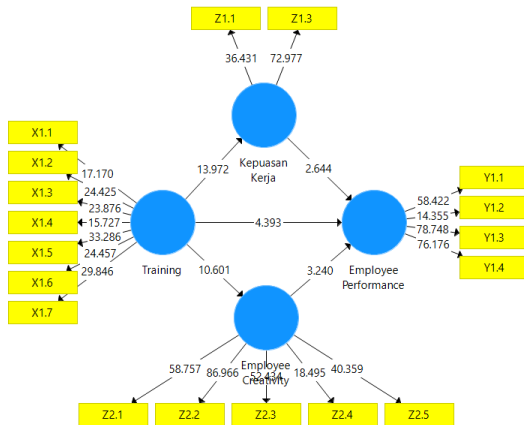 Z1.1 Z1.3
36.431 72.977
X1.1
X1.2
X1.3
X1.4
X1.5
X1.6
X1.7
17.170
24.425
23.876
15.727
33.286
24.457
29.846
Training
13.972
Kepuasan
Kerja
2.644
4.393
10.601
3.240
Employee
Performance
58.422
14.355
78.748
76.176
Y1.1
Y1.2
Y1.3
Y1.4
Employee
Creativity
58.757 86.966 52.434 18.495 40.359
Z2.1 Z2.2 Z2.3 Z2.4 Z2.5